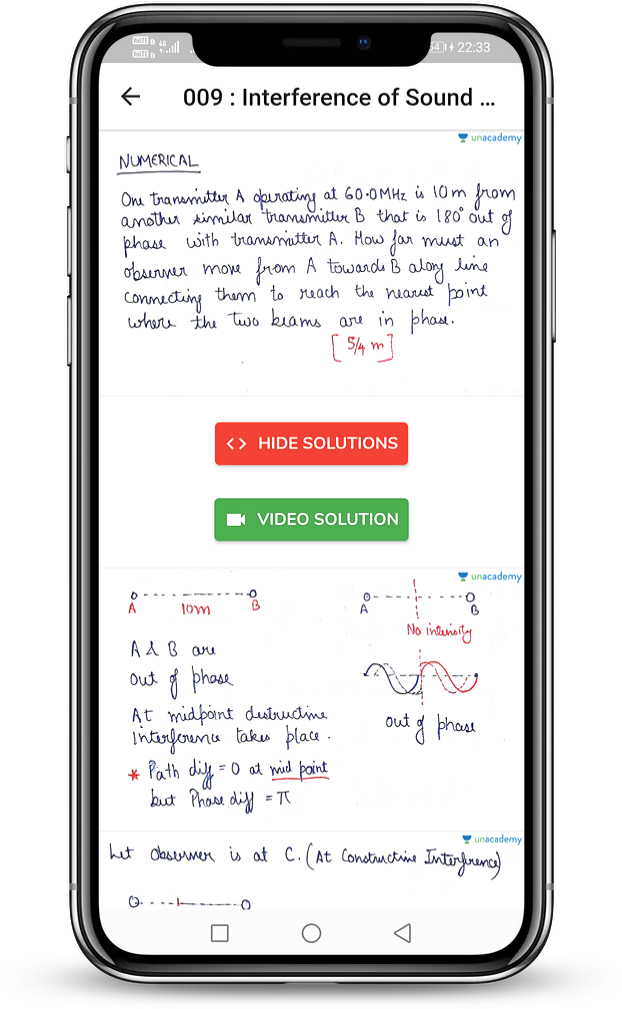 VoLTE
4G
VoLTE
54
22:33
009 : Interference of Sound ...
unacademy
NUMERICAL
One transmitter A operating at 60.0MHz is 10m from
another similar transmitter B that is 180° out of
phase with transmitter A. How far must an
observer move from A towards B along line
connecting them to reach the nearest point
where the two beams are in phase.
[5/4 m]
<> HIDE SOLUTIONS
VIDEO SOLUTION
unacademy
A 10m B
A B
No intensity
A & B are
out of phase
At midpoint destructive
interference takes place.
* Path diff = 0 at mid point
but Phase diff = π
out of phase
unacademy
Let Observer is at C. (At Constructive Interference)